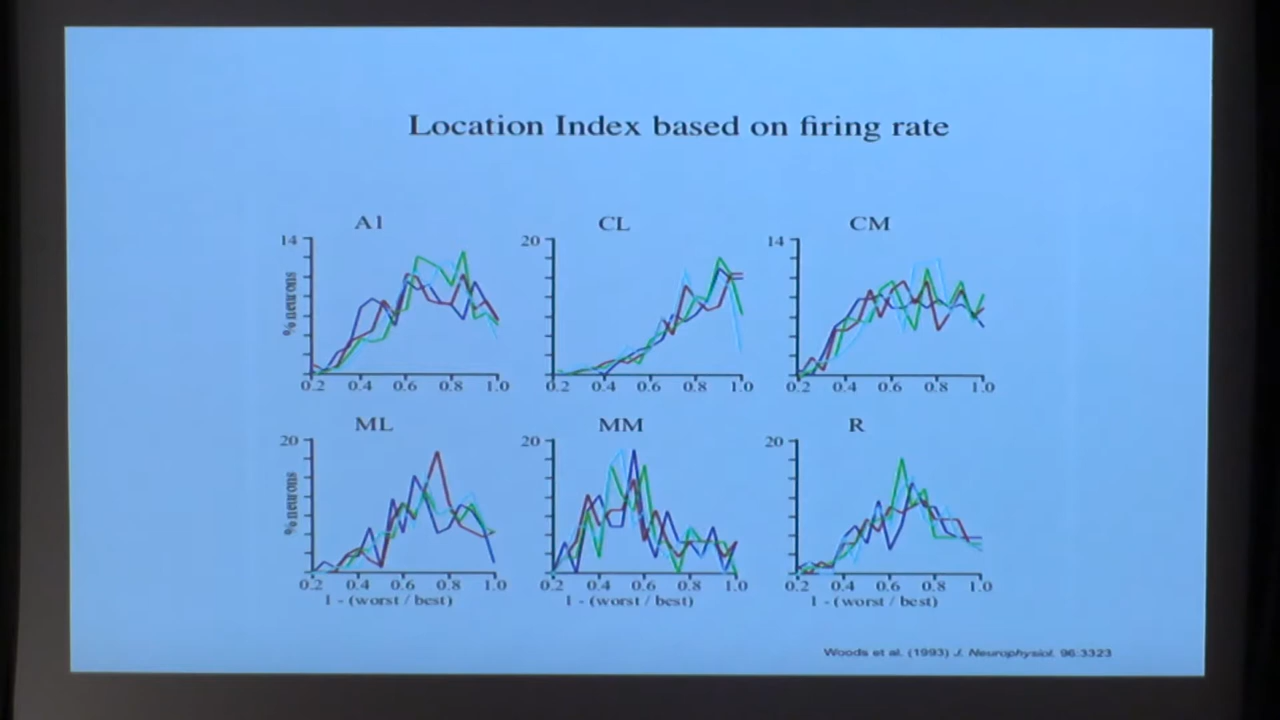 Location Index based on firing rate
A1
CL
CM
14
20
14
% neurons
0.2 0.4 0.6 0.8 1.0
0.2 0.4 0.6 0.8 1.0
0.2 0.4 0.6 0.8 1.0
ML
MM
R
20
20
20
% neurons
0.2 0.4 0.6 0.8 1.0
0.2 0.4 0.6 0.8 1.0
0.2 0.4 0.6 0.8 1.0
1 - (worst / best)
1 - (worst / best)
1 - (worst / best)
Woods et al. (1993) J. Neurophysiol. 96:3323